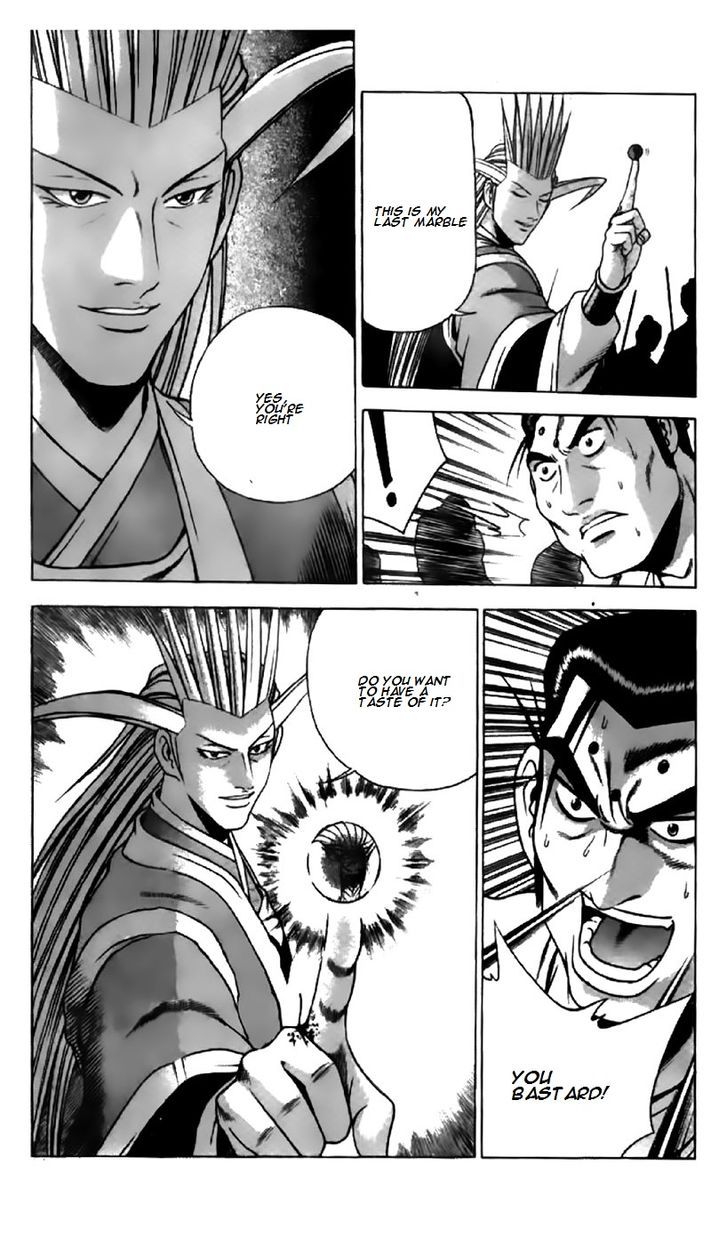 YES,
YOU'RE
RIGHT
THIS IS MY
LAST MARBLE
!
DO YOU WANT
TO HAVE A
TASTE OF IT?
YOU
BASTARD!